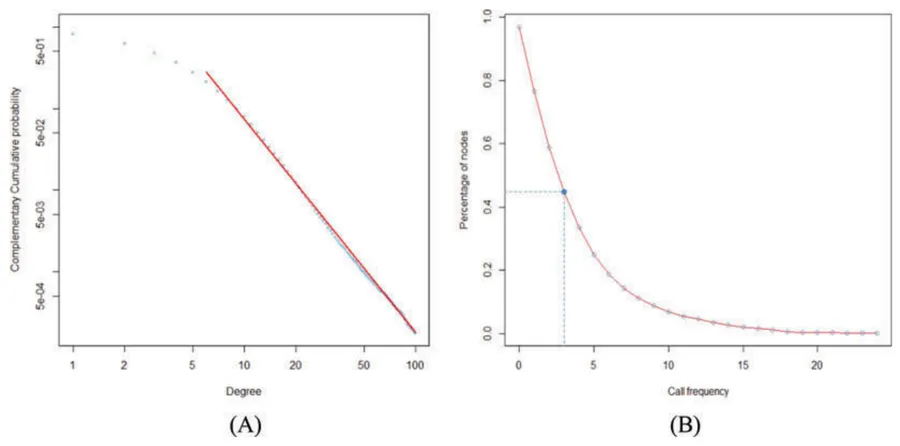 Complementary Cumulative probability
5e-01
5e-02
5e-03
5e-04
1
2
5
10
20
50
100
Degree
(A)
Percentage of nodes
1.0
0.8
0.6
0.4
0.2
0.0
0
5
10
15
20
Call frequency
(B)